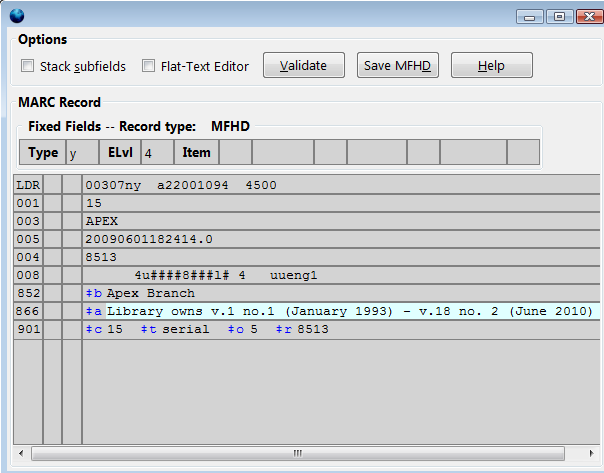 Options
Stack subfields Flat-Text Editor Validate Save MFHD Help
MARC Record
Fixed Fields -- Record type: MFHD
Type y ELvl 4 Item
LDR 00307ny a22001094 4500
001 15
003 APEX
005 20090601182414.0
004 8513
008 4u####8###1# 4 uueng1
852 ‡b Apex Branch
866 ‡a Library owns v.1 no.1 (January 1993) - v.18 no. 2 (June 2010)
901 ‡c 15 ‡t serial ‡o 5 ‡r 8513